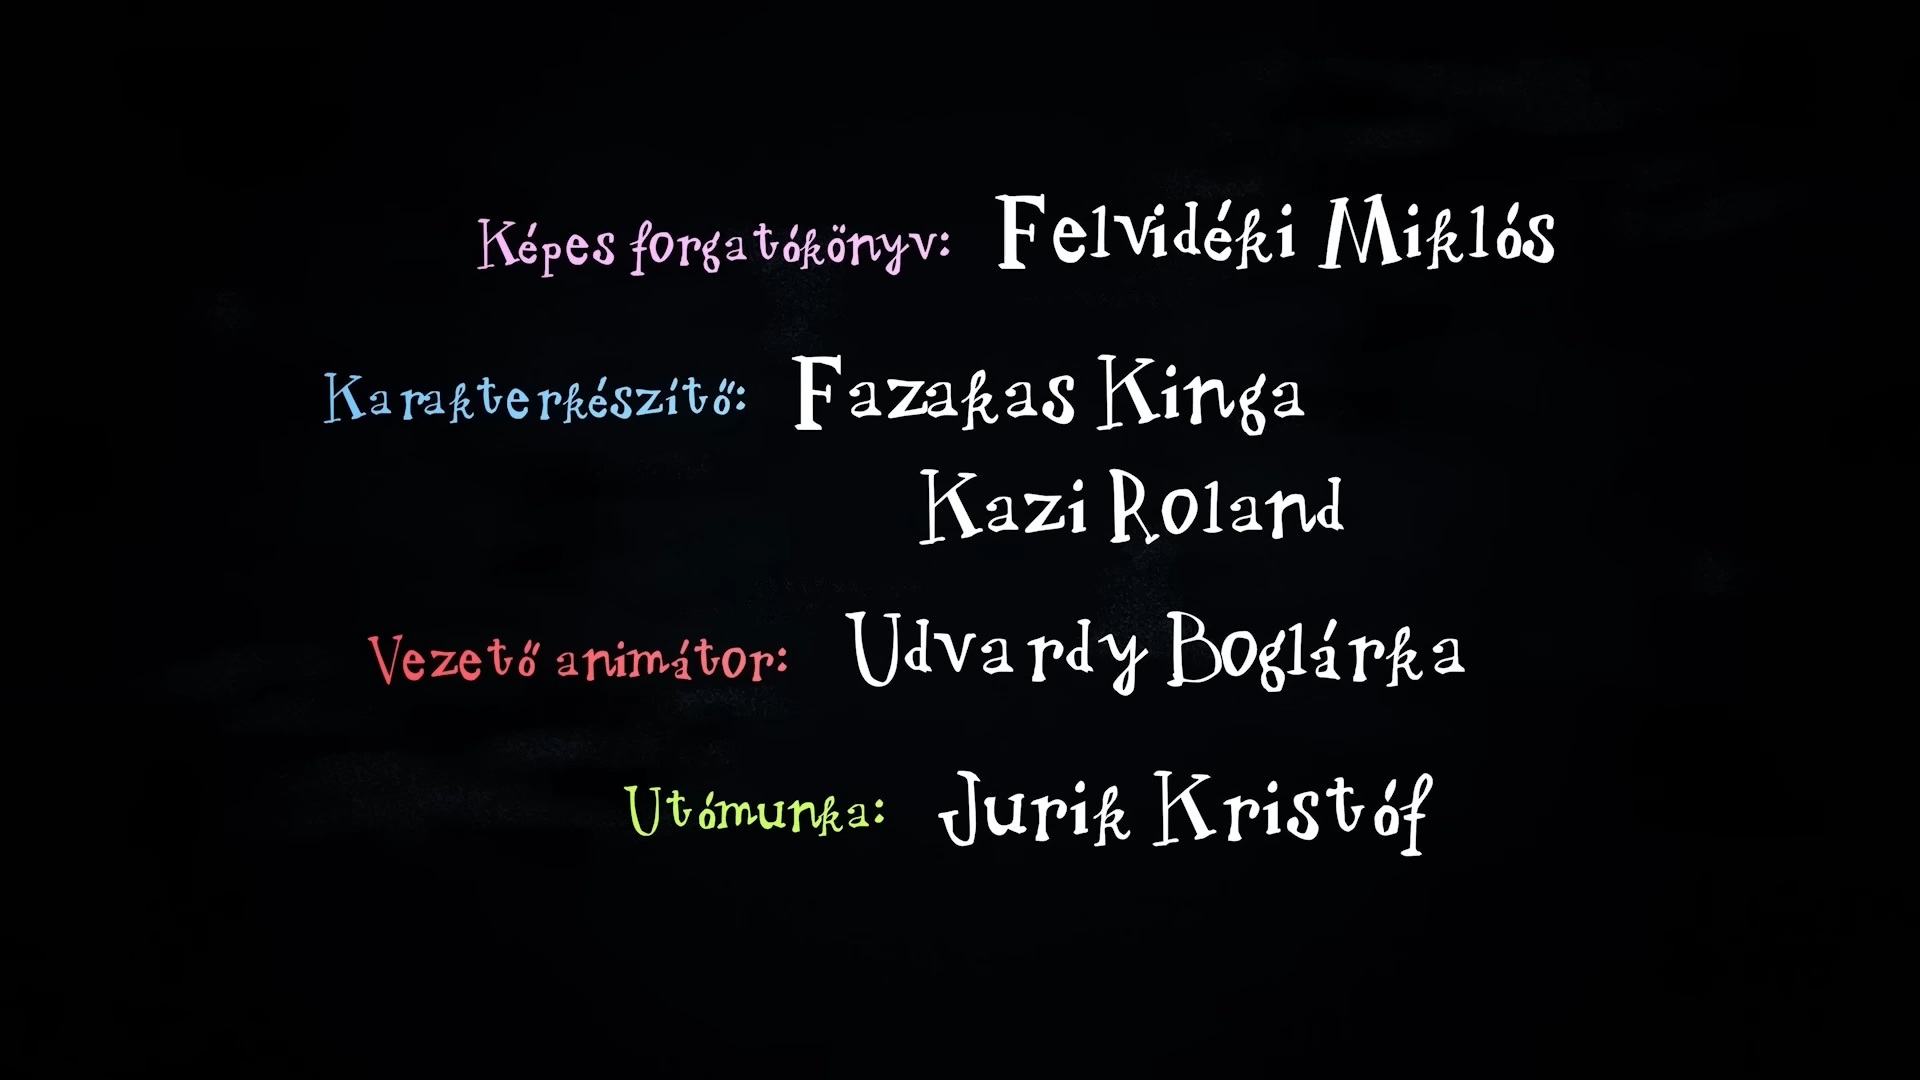 Képes forgatókönyv: Felvidéki Miklós
Karakterkészítő: Fazakas Kinga
Kazi Roland
Vezető animátor: Udvardy Boglárka
Utómunka: Jurik Kristóf